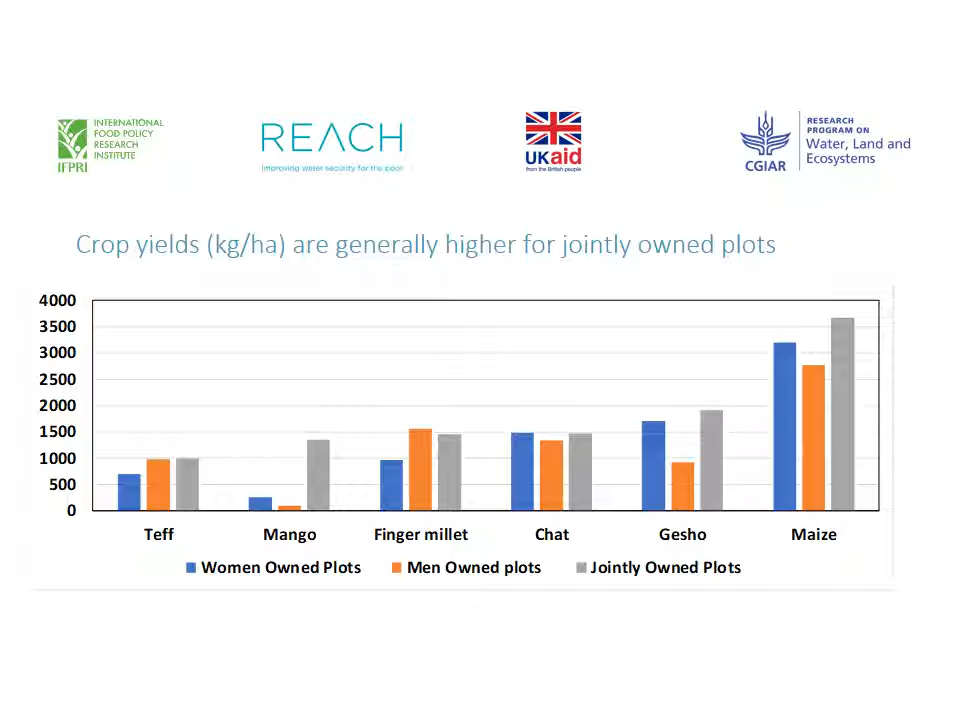 INTERNATIONAL
FOOD POLICY
RESEARCH
INSTITUTE
IFPRI
REACH
Improving water security for the poor
UKaid
from the British people
CGIAR
RESEARCH
PROGRAM ON
Water, Land and
Ecosystems
Crop yields (kg/ha) are generally higher for jointly owned plots
4000
3500
3000
2500
2000
1500
1000
500
0
Teff Mango Finger millet Chat Gesho Maize
Women Owned Plots Men Owned plots Jointly Owned Plots